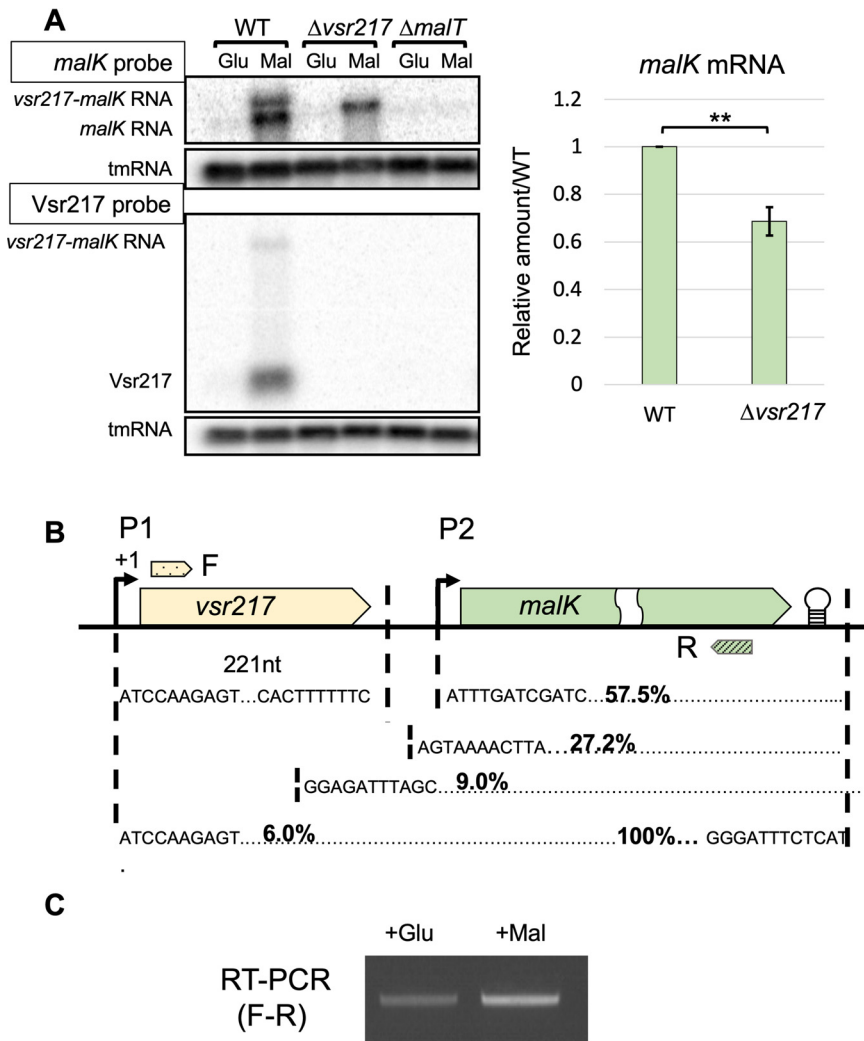 A
WT Δvsr217 ΔmalT
Glu Mal Glu Mal Glu Mal
malK probe
vsr217-malK RNA
malK RNA
tmRNA
Vsr217 probe
vsr217-malK RNA
Vsr217
tmRNA
malK mRNA
Relative amount/WT
1.2
1
0.8
0.6
0.4
0.2
0
**
WT Δvsr217
B
P1 P2
+1 F
vsr217 malK
R
221nt
ATCCAAGAGT...CACTTTTTTC ATTTGATCGATC...57.5%
AGTAAAACTTA...27.2%
GGAGATTTAGC...9.0%
ATCCAAGAGT...6.0% 100%... GGGATTTCTCAT
.
C
+Glu +Mal
RT-PCR
(F-R)